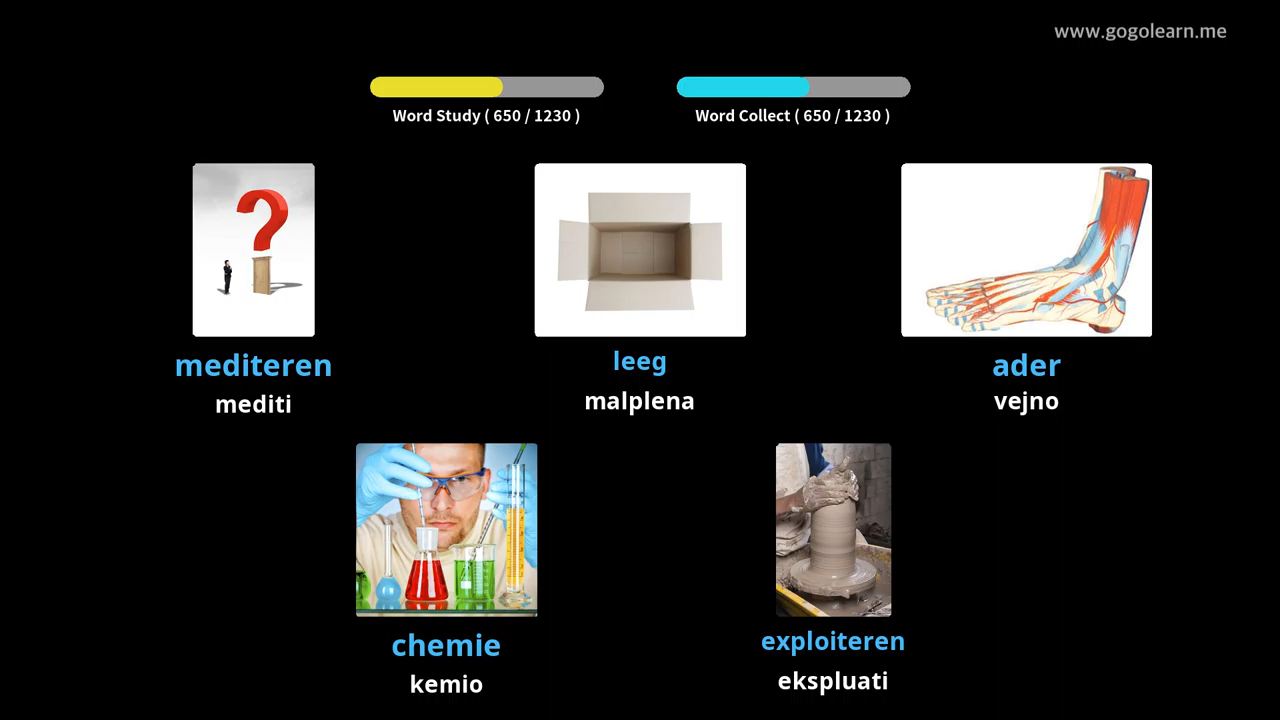 www.gogolearn.me
Word Study ( 650 / 1230 )
Word Collect ( 650 / 1230 )
mediteren
mediti
leeg
malplena
ader
vejno
chemie
kemio
exploiteren
ekspluati